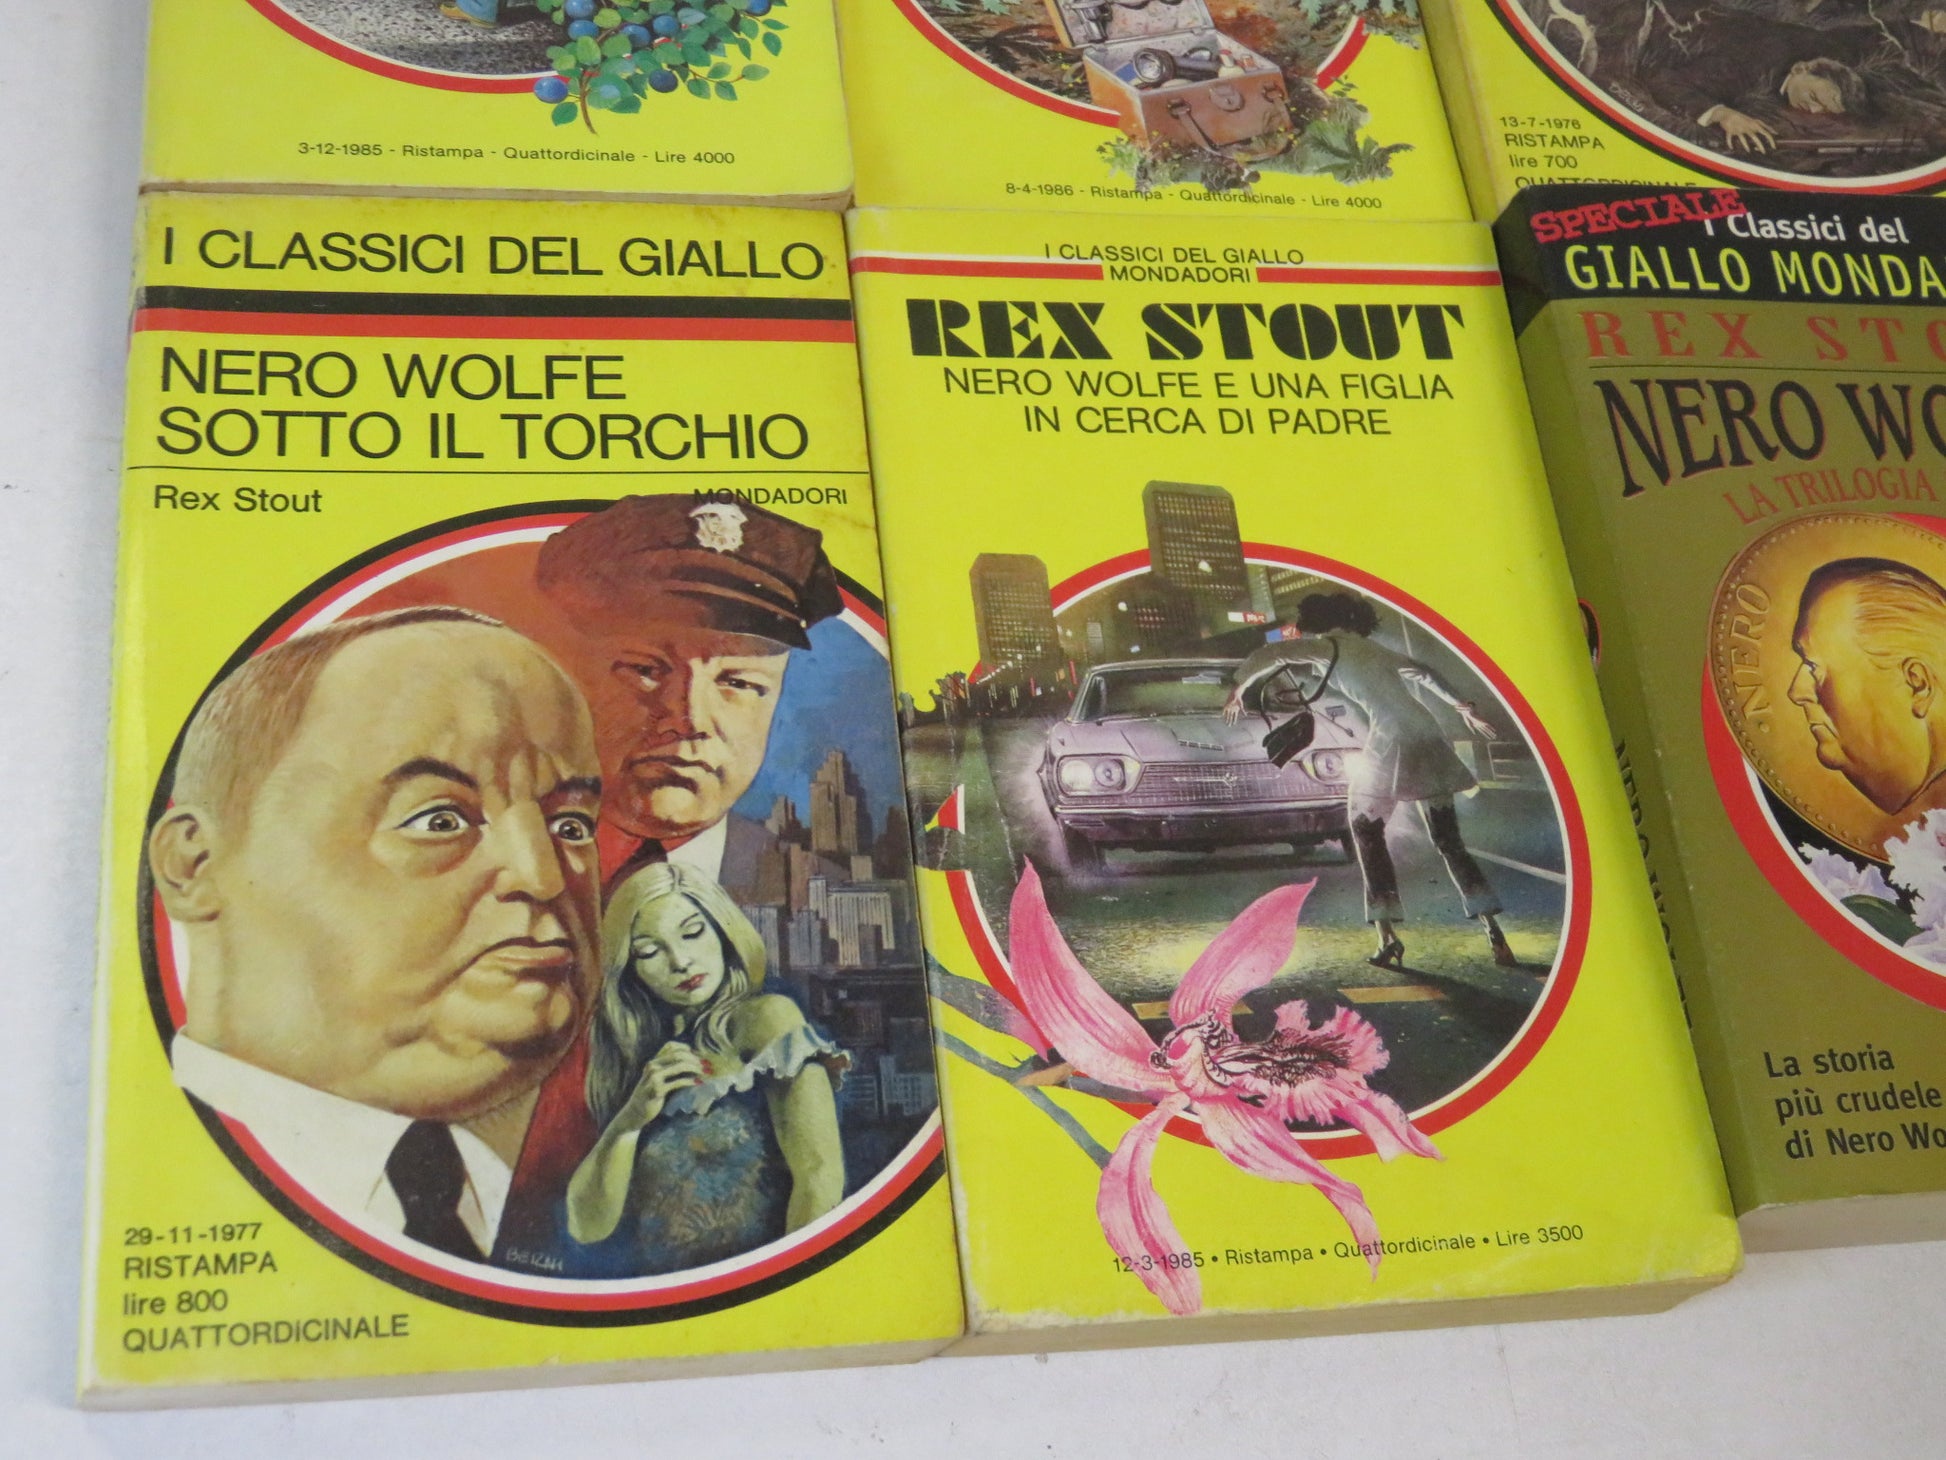 3-12-1985 - Ristampa - Quattordicinale - Lire 4000
8-4-1986 - Ristampa - Quattordicinale - Lire 4000
13-7-1976
RISTAMPA
lire 700
QUATTORDICINALE
I CLASSICI DEL GIALLO
NERO WOLFE
SOTTO IL TORCHIO
Rex Stout
MONDADORI
29-11-1977
RISTAMPA
lire 800
QUATTORDICINALE
I CLASSICI DEL GIALLO
MONDADORI
REX STOUT
NERO WOLFE E UNA FIGLIA
IN CERCA DI PADRE
12-3-1985 • Ristampa • Quattordicinale • Lire 3500
SPECIALE
I Classici del
GIALLO MONDA
REX STO
NERO WO
LA TRILOGIA
NERO
La storia
più crudele
di Nero Wo